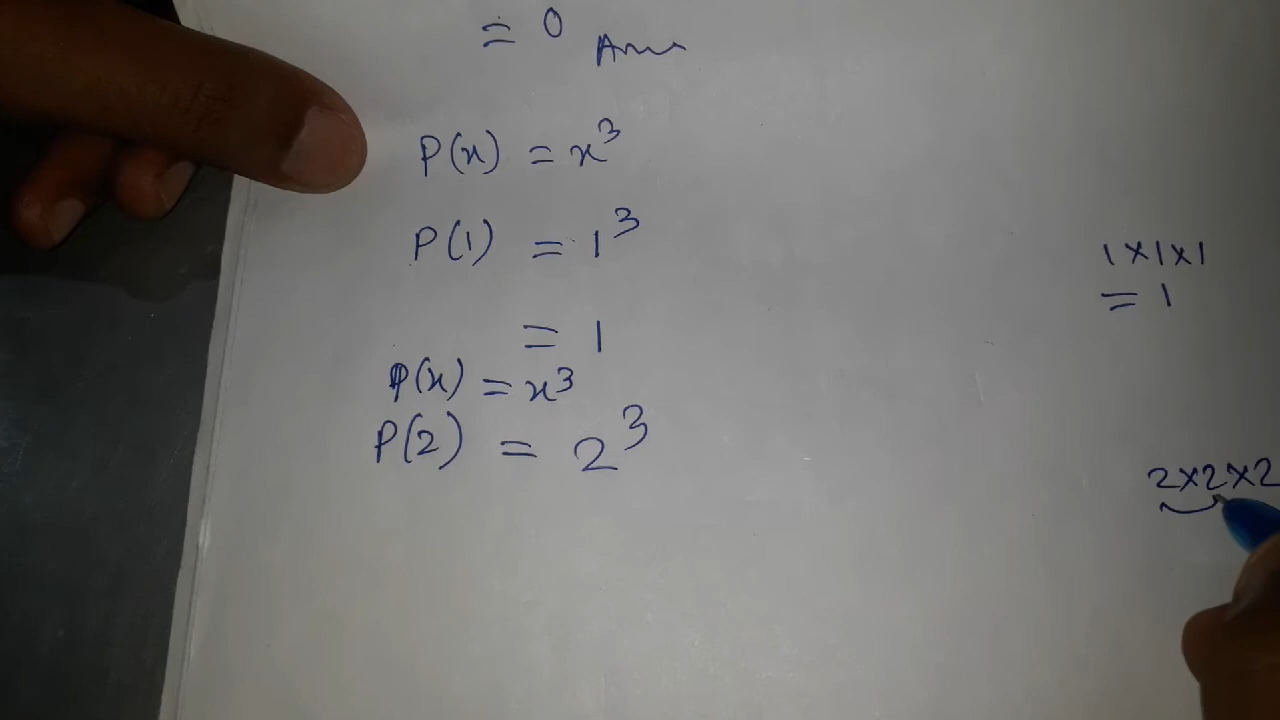 = 0 Ans
P(x) = x³
P(1) = 1³
= 1
P(x) = x³
P(2) = 2³
1×1×1
= 1
2×2×2